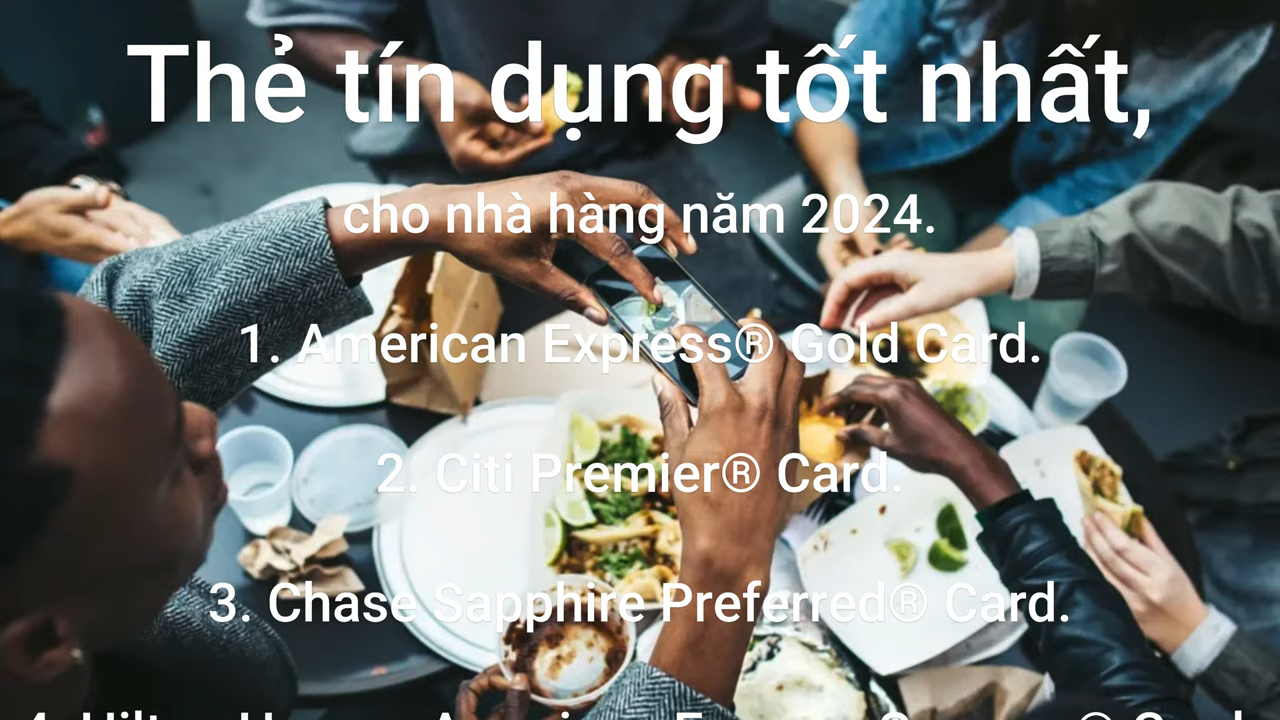 Thẻ tín dụng tốt nhất,
cho nhà hàng năm 2024.
1. American Express® Gold Card.
2. Citi Premier® Card.
3. Chase Sapphire Preferred® Card.